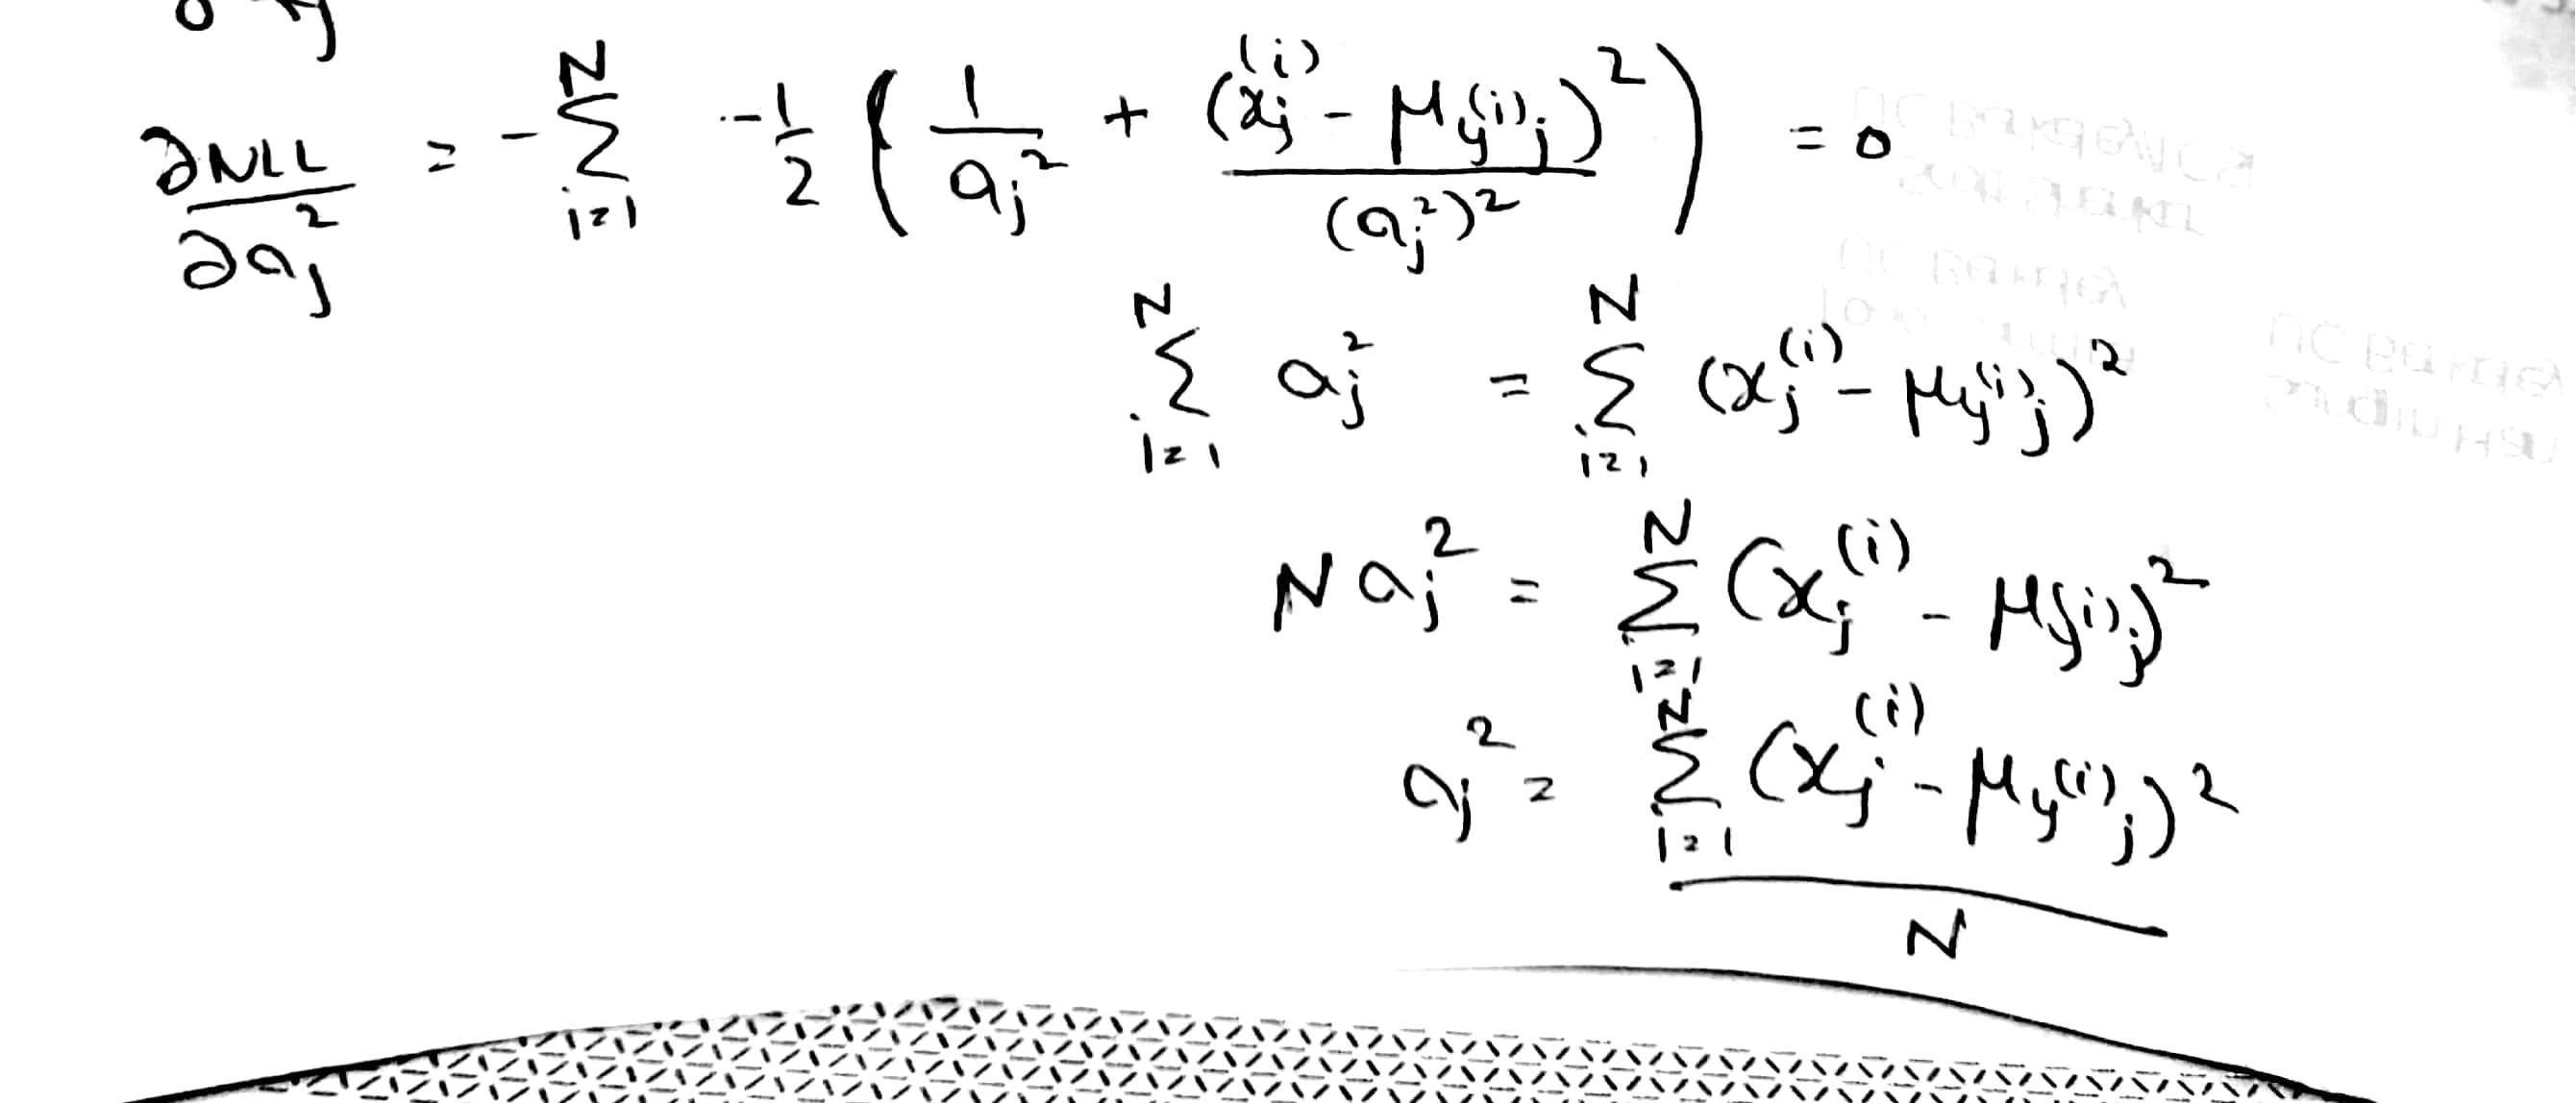 ∂NLL/∂a_j^2 = - Σ_{i=1}^{N} -1/2 ( 1/a_j^2 + (x_j^{(i)} - μ_{y^{(i)}j})^2/(a_j^2)^2 ) = 0
Σ_{i=1}^{N} a_j^2 = Σ_{i=1}^{N} (x_j^{(i)} - μ_{y^{(i)}j})^2
N a_j^2 = Σ_{i=1}^{N} (x_j^{(i)} - μ_{y^{(i)}j})^2
a_j^2 = Σ_{i=1}^{N} (x_j^{(i)} - μ_{y^{(i)}j})^2 / N